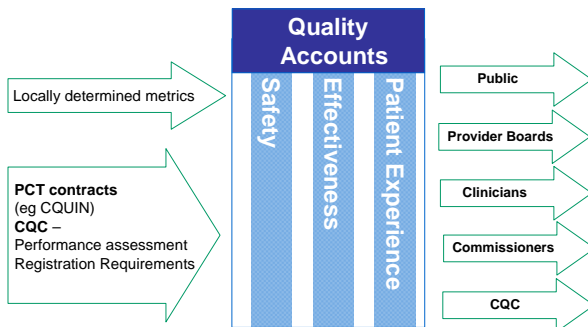 Quality
Accounts
Locally determined metrics
PCT contracts
(eg CQUIN)
CQC –
Performance assessment
Registration Requirements
Safety
Effectiveness
Patient Experience
Public
Provider Boards
Clinicians
Commissioners
CQC